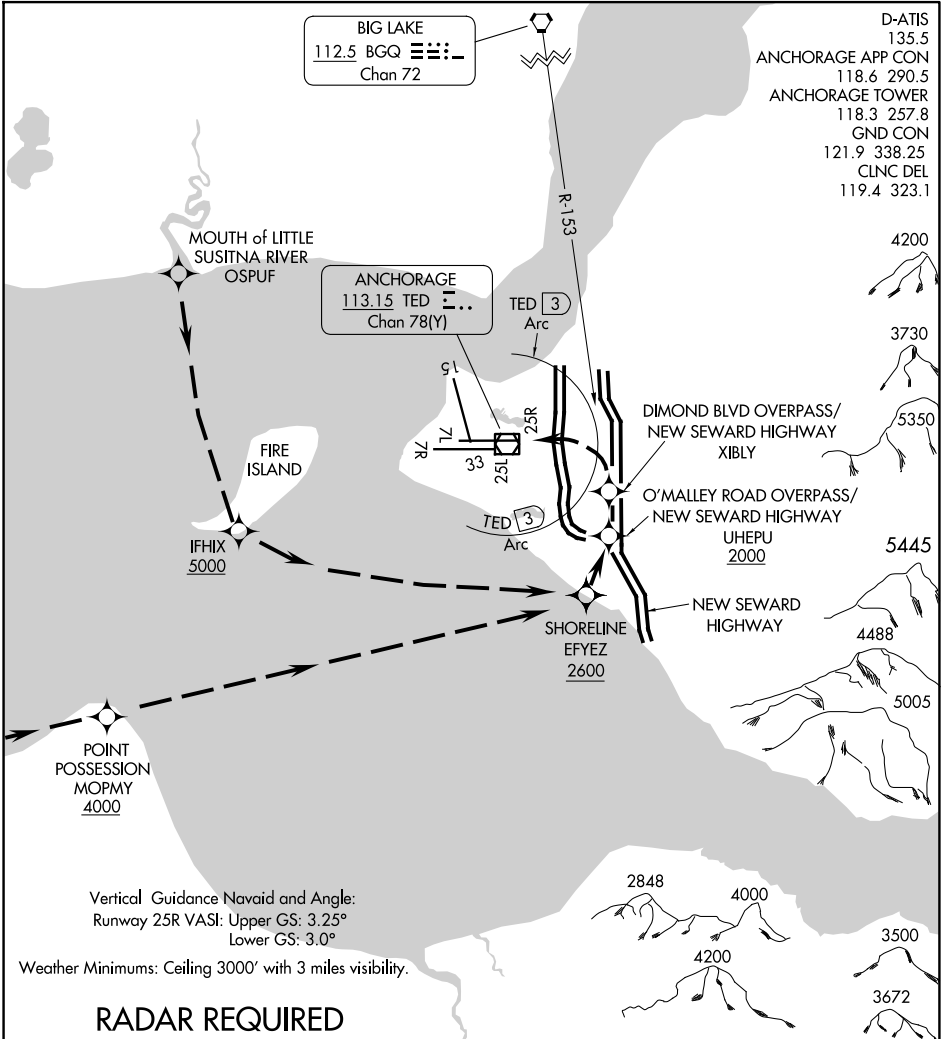 BIG LAKE
112.5 BGQ
Chan 72
D-ATIS
135.5
ANCHORAGE APP CON
118.6 290.5
ANCHORAGE TOWER
118.3 257.8
GND CON
121.9 338.25
CLNC DEL
119.4 323.1
R-153
MOUTH of LITTLE
SUSITNA RIVER
OSPUF
ANCHORAGE
113.15 TED
Chan 78(Y)
TED 3
Arc
4200
3730
5350
15
7L
7R
33
25L
25R
DIMOND BLVD OVERPASS/
NEW SEWARD HIGHWAY
XIBLY
FIRE
ISLAND
TED 3
Arc
O'MALLEY ROAD OVERPASS/
NEW SEWARD HIGHWAY
UHEPU
2000
IFHIX
5000
5445
SHORELINE
EFYEZ
2600
NEW SEWARD
HIGHWAY
4488
5005
POINT
POSSESSION
MOPMY
4000
Vertical Guidance Navaid and Angle:
Runway 25R VASI: Upper GS: 3.25°
Lower GS: 3.0°
Weather Minimums: Ceiling 3000' with 3 miles visibility.
RADAR REQUIRED
2848
4000
4200
3500
3672